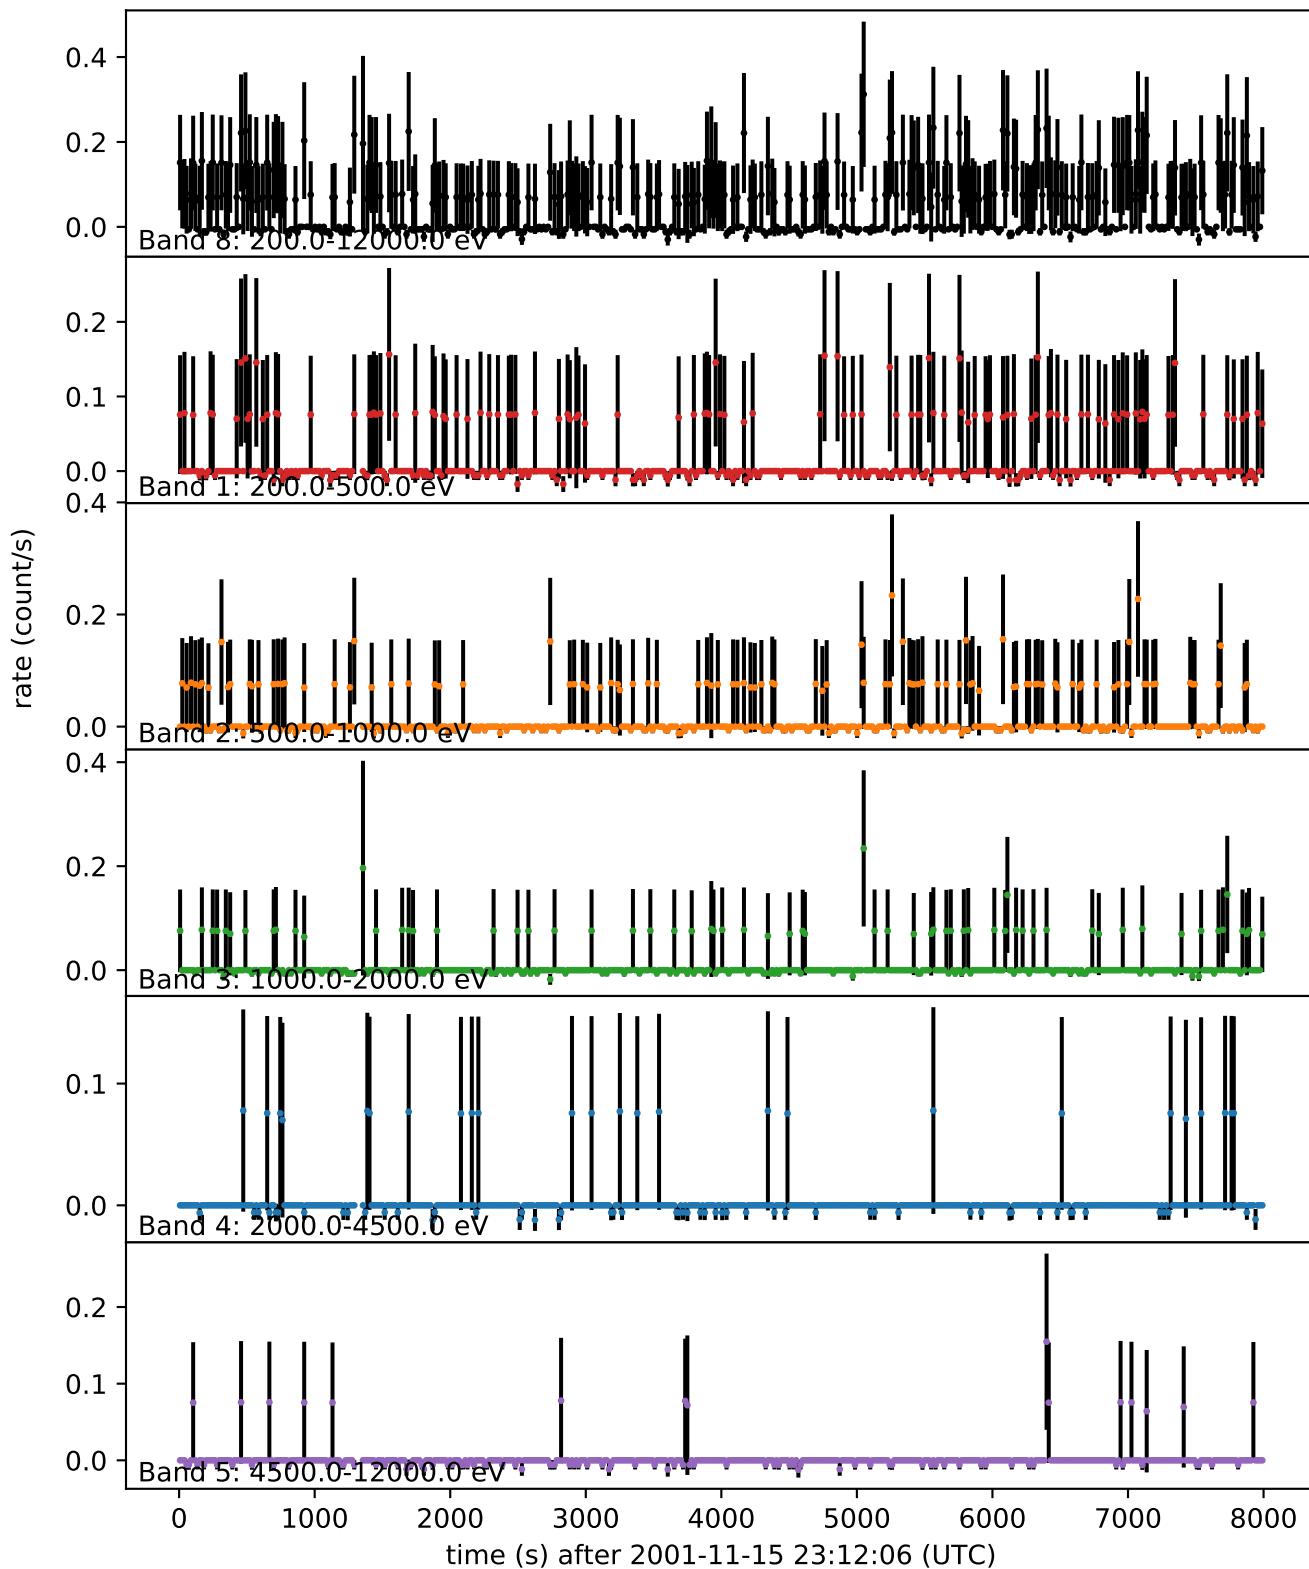 0.4
0.2
0.0
Band 8: 200.0-12000.0 eV
0.2
0.1
0.0
Band 1: 200.0-500.0 eV
0.4
0.2
0.0
Band 2: 500.0-1000.0 eV
rate (count/s)
0.4
0.2
0.0
Band 3: 1000.0-2000.0 eV
0.1
0.0
Band 4: 2000.0-4500.0 eV
0.2
0.1
0.0
Band 5: 4500.0-12000.0 eV
0 1000 2000 3000 4000 5000 6000 7000 8000
time (s) after 2001-11-15 23:12:06 (UTC)